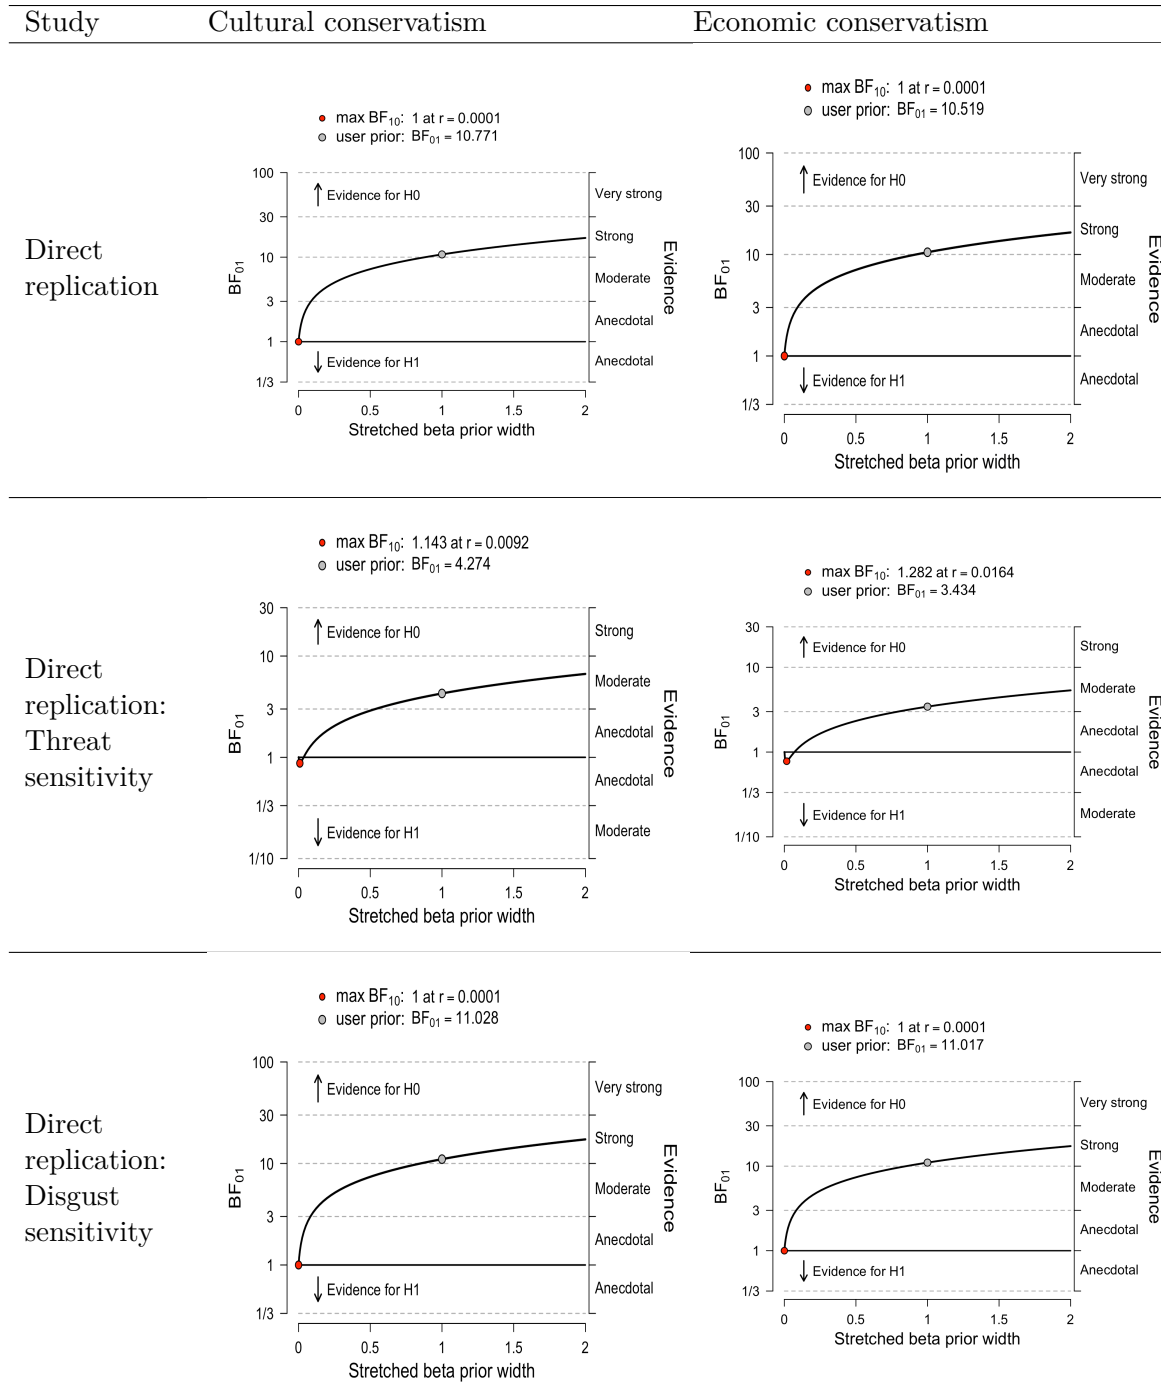 Study Cultural conservatism Economic conservatism
Direct
replication
max BF10: 1 at r = 0.0001
user prior: BF01 = 10.771
100
30
10
3
1
1/3
BF01
Evidence for H0
Evidence for H1
Very strong
Strong
Moderate
Anecdotal
Anecdotal
Evidence
0 0.5 1 1.5 2
Stretched beta prior width
max BF10: 1 at r = 0.0001
user prior: BF01 = 10.519
100
30
10
3
1
1/3
BF01
Evidence for H0
Evidence for H1
Very strong
Strong
Moderate
Anecdotal
Anecdotal
Evidence
0 0.5 1 1.5 2
Stretched beta prior width
Direct
replication:
Threat
sensitivity
max BF10: 1.143 at r = 0.0092
user prior: BF01 = 4.274
30
10
3
1
1/3
1/10
BF01
Evidence for H0
Evidence for H1
Strong
Moderate
Anecdotal
Anecdotal
Moderate
Evidence
0 0.5 1 1.5 2
Stretched beta prior width
max BF10: 1.282 at r = 0.0164
user prior: BF01 = 3.434
30
10
3
1
1/3
1/10
BF01
Evidence for H0
Evidence for H1
Strong
Moderate
Anecdotal
Anecdotal
Moderate
Evidence
0 0.5 1 1.5 2
Stretched beta prior width
Direct
replication:
Disgust
sensitivity
max BF10: 1 at r = 0.0001
user prior: BF01 = 11.028
100
30
10
3
1
1/3
BF01
Evidence for H0
Evidence for H1
Very strong
Strong
Moderate
Anecdotal
Anecdotal
Evidence
0 0.5 1 1.5 2
Stretched beta prior width
max BF10: 1 at r = 0.0001
user prior: BF01 = 11.017
100
30
10
3
1
1/3
BF01
Evidence for H0
Evidence for H1
Very strong
Strong
Moderate
Anecdotal
Anecdotal
Evidence
0 0.5 1 1.5 2
Stretched beta prior width